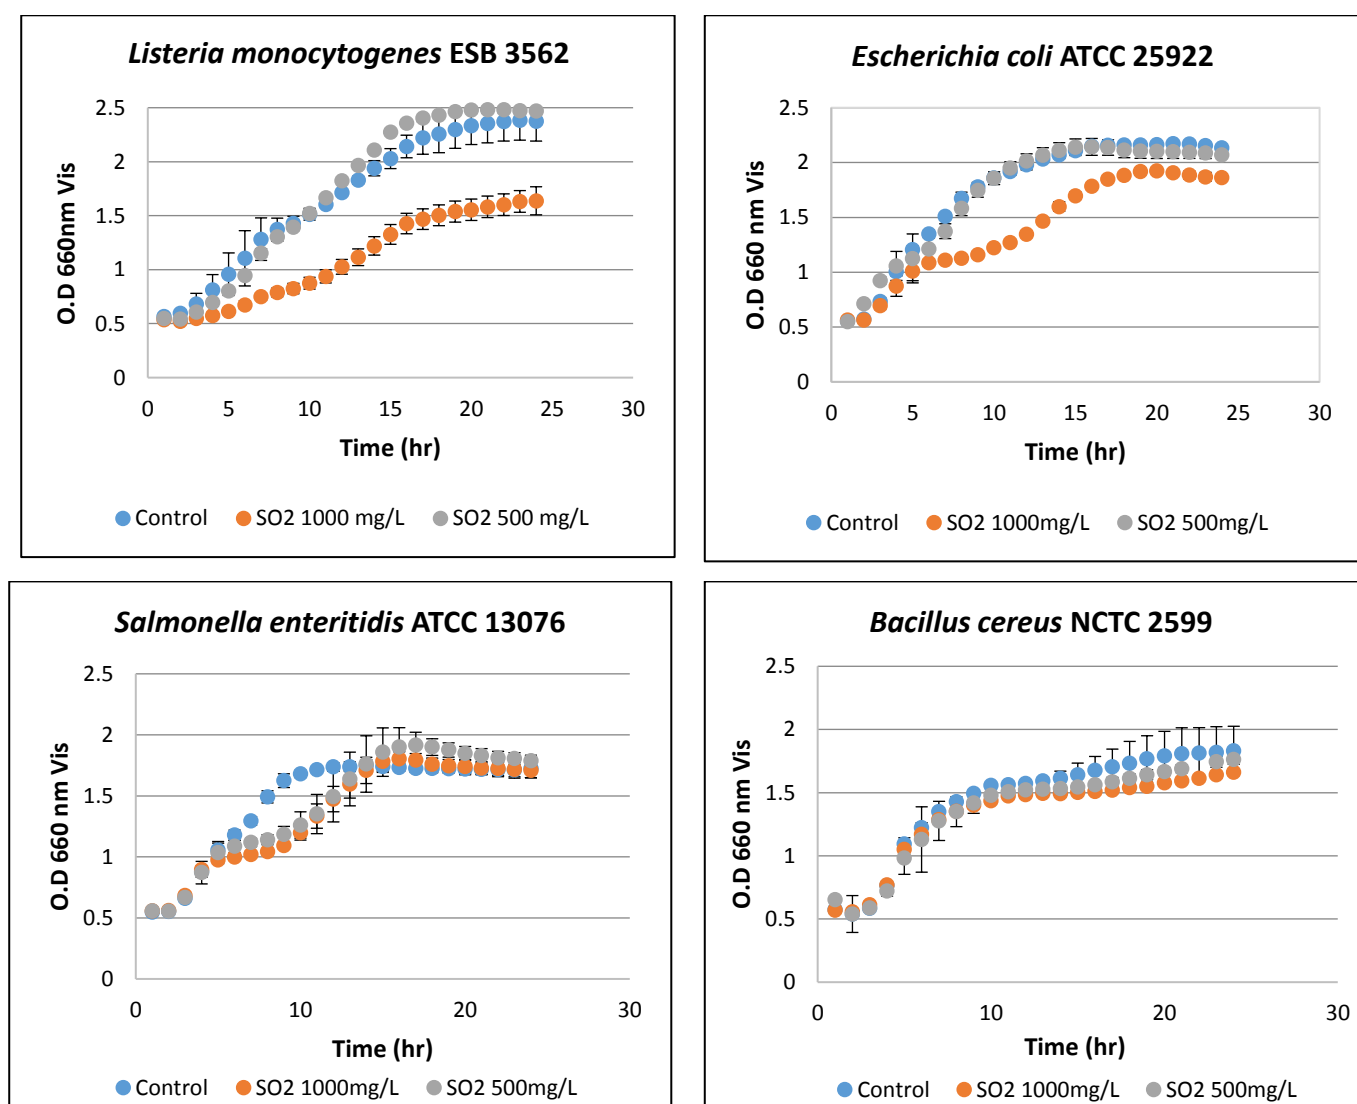 Listeria monocytogenes ESB 3562
2.5
2
1.5
1
0.5
0
O.D 660nm Vis
0 5 10 15 20 25 30
Time (hr)
Control SO2 1000 mg/L SO2 500 mg/L
Escherichia coli ATCC 25922
2.5
2
1.5
1
0.5
0
O.D 660 nm Vis
0 5 10 15 20 25 30
Time (hr)
Control SO2 1000mg/L SO2 500mg/L
Salmonella enteritidis ATCC 13076
2.5
2
1.5
1
0.5
0
O.D 660 nm Vis
0 10 20 30
Time (hr)
Control SO2 1000mg/L SO2 500mg/L
Bacillus cereus NCTC 2599
2.5
2
1.5
1
0.5
0
O.D 660 nm Vis
0 10 20 30
Time (hr)
Control SO2 1000mg/L SO2 500mg/L